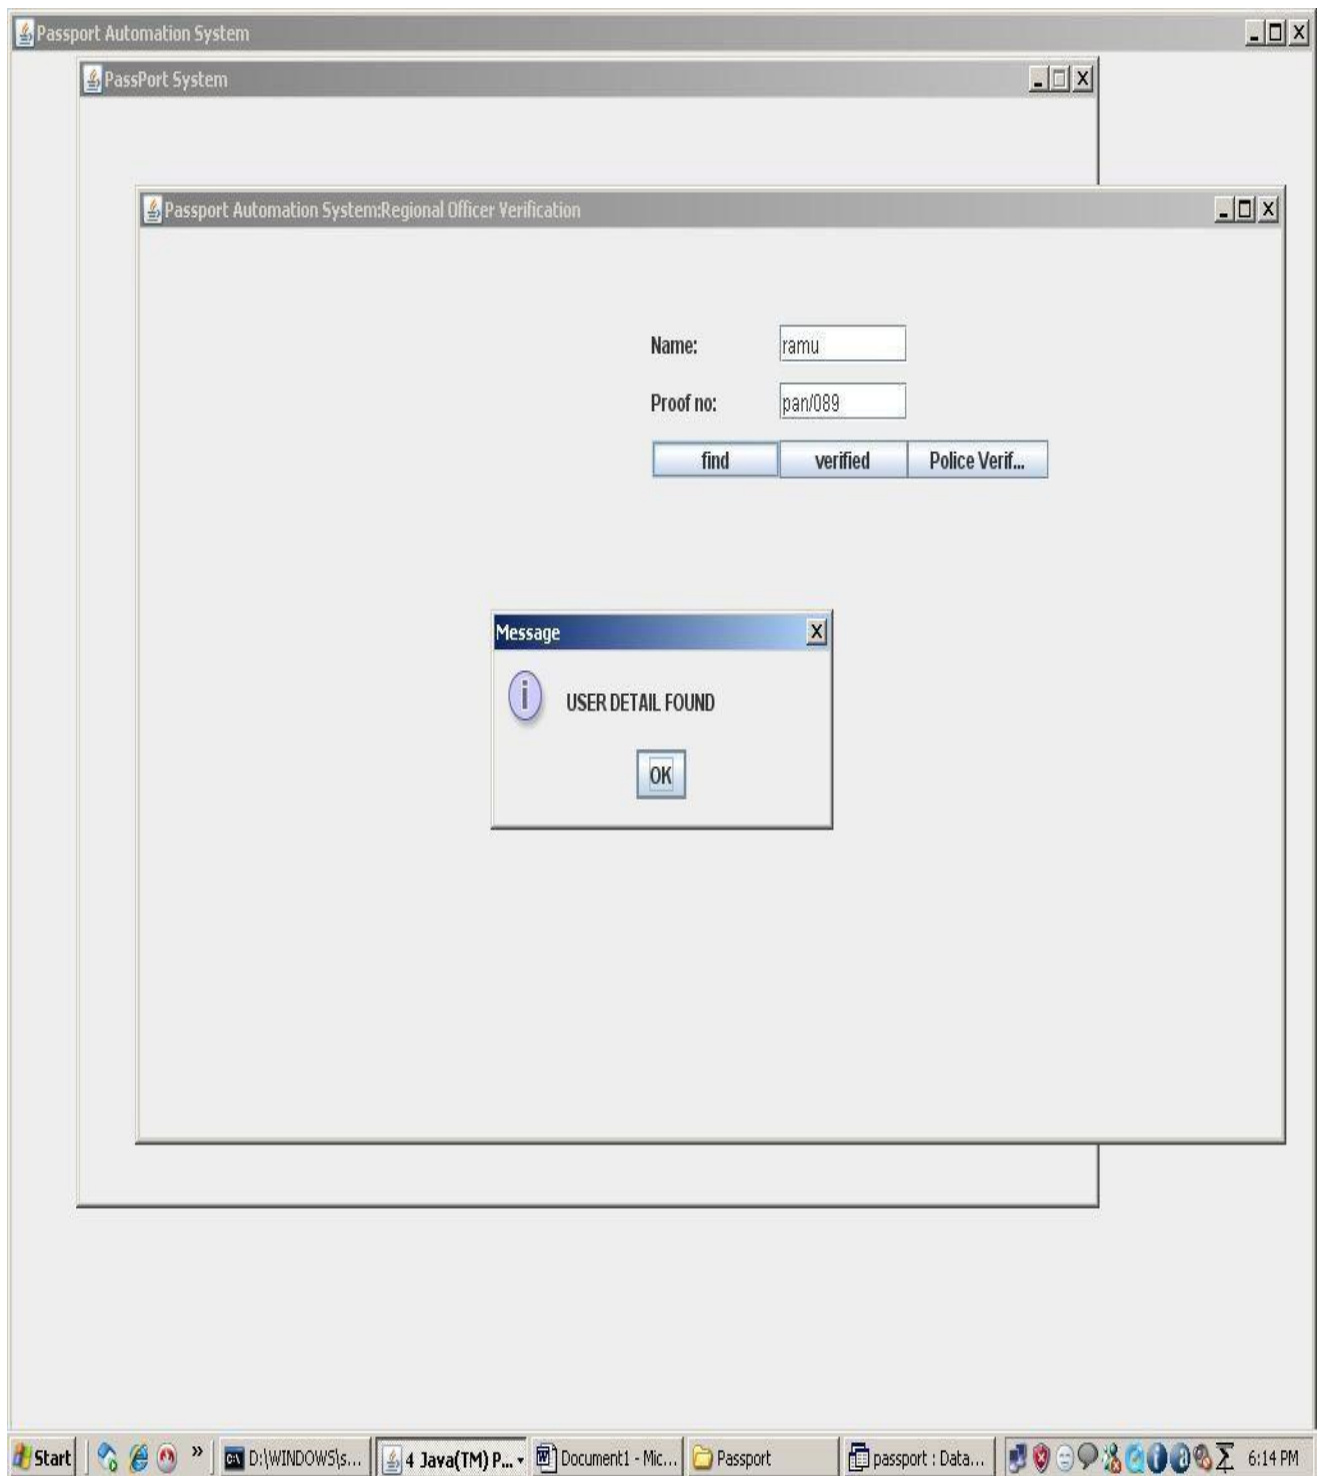 Passport Automation System
PassPort System
Passport Automation System:Regional Officer Verification
Name: ramu
Proof no: pan/089
find verified Police Verif...
Message
i USER DETAIL FOUND
OK
Start » D:\WINDOWS\s... 4 Java(TM) P... Document1 - Mic... Passport passport : Data... 6:14 PM